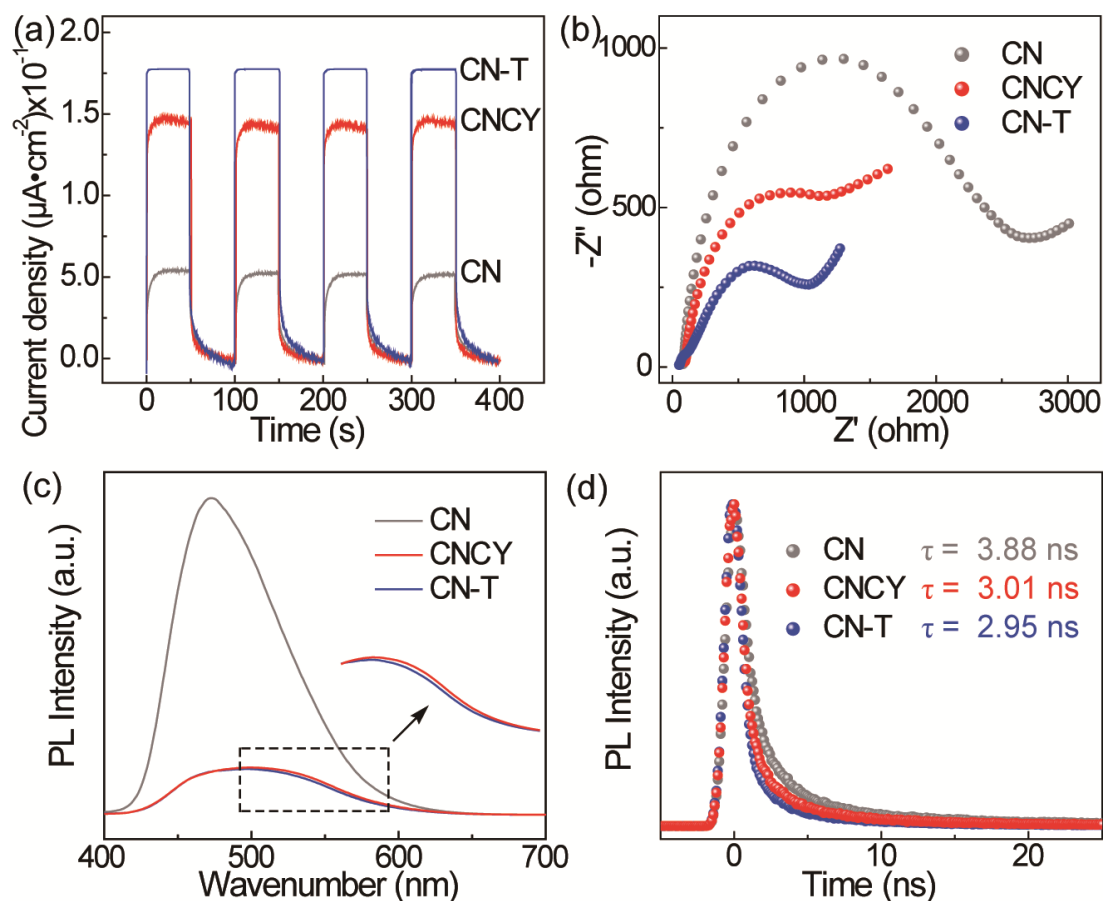 (a)
Current density (μA•cm⁻²)x10⁻¹
2.0
1.5
1.0
5.0
0.0
CN-T
CNCY
CN
0 100 200 300 400
Time (s)
(b)
-Z" (ohm)
1000
500
0
CN
CNCY
CN-T
0 1000 2000 3000
Z' (ohm)
(c)
PL Intensity (a.u.)
CN
CNCY
CN-T
400 500 600 700
Wavenumber (nm)
(d)
PL Intensity (a.u.)
CN τ = 3.88 ns
CNCY τ = 3.01 ns
CN-T τ = 2.95 ns
0 10 20
Time (ns)